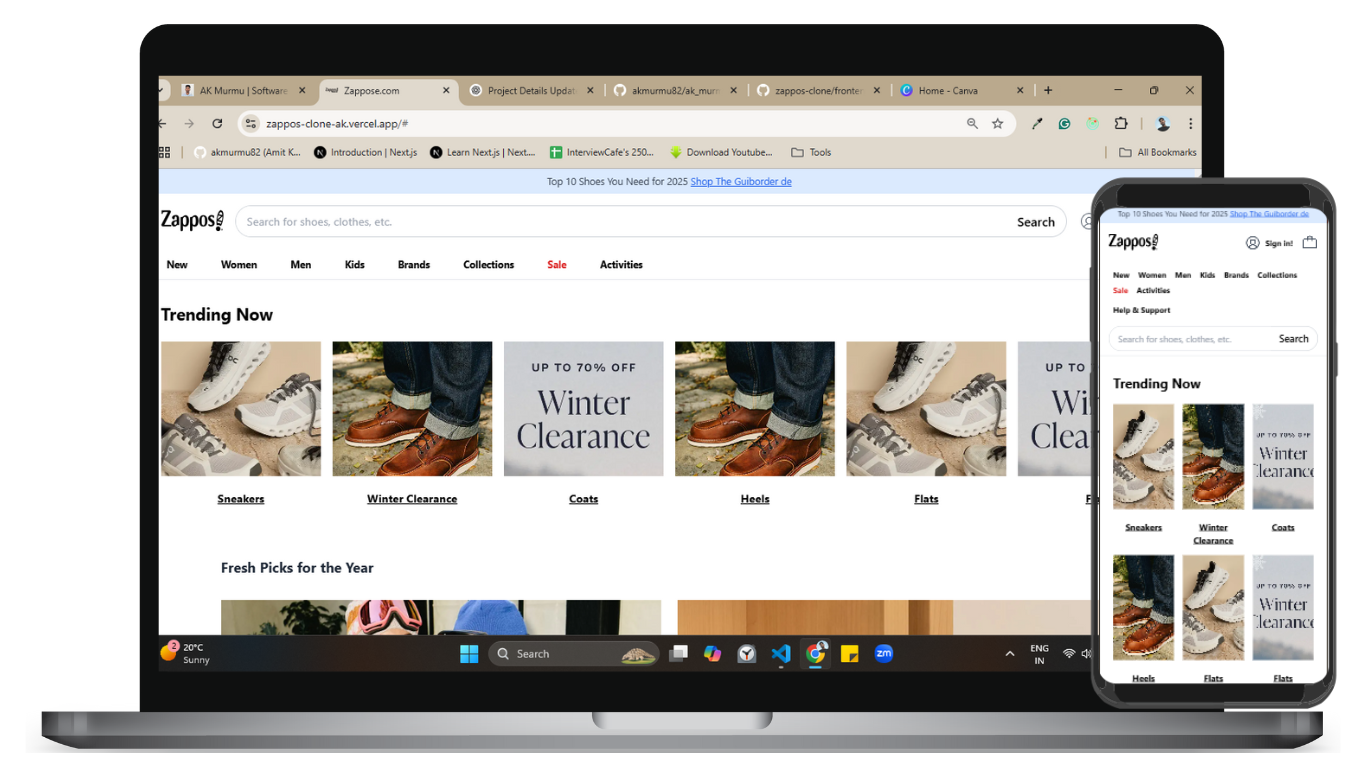 AK Murmu | Software
Zappose.com
Project Details Updat
akmurmu82/ak_murn
zappos-clone/fronte
Home - Canva
zappos-clone-ak.vercel.app/#
akmurmu82 (Amit K...
Introduction | Next.js
Learn Next.js | Next....
InterviewCafe's 250...
Download Youtube...
Tools
All Bookmarks
Top 10 Shoes You Need for 2025 Shop The Guiborder de
Zappos
Search for shoes, clothes, etc.
Search
New
Women
Men
Kids
Brands
Collections
Sale
Activities
Trending Now
UP TO 70% OFF
Winter
Clearance
UP TO
Wi
Clea
Sneakers
Winter Clearance
Coats
Heels
Flats
F
Fresh Picks for the Year
2
20°C
Sunny
Search
zm
ENG
IN
Top 10 Shoes You Need for 2025 Shop The Guiborder de
Zappos
Sign in!
New Women Men Kids Brands Collections
Sale Activities
Help & Support
Search for shoes, clothes, etc.
Search
Trending Now
UP TO 70% OFF
Winter
Clearance
Sneakers
Winter
Clearance
Coats
UP TO 70% OFF
Winter
Clearance
Heels
Flats
Flats